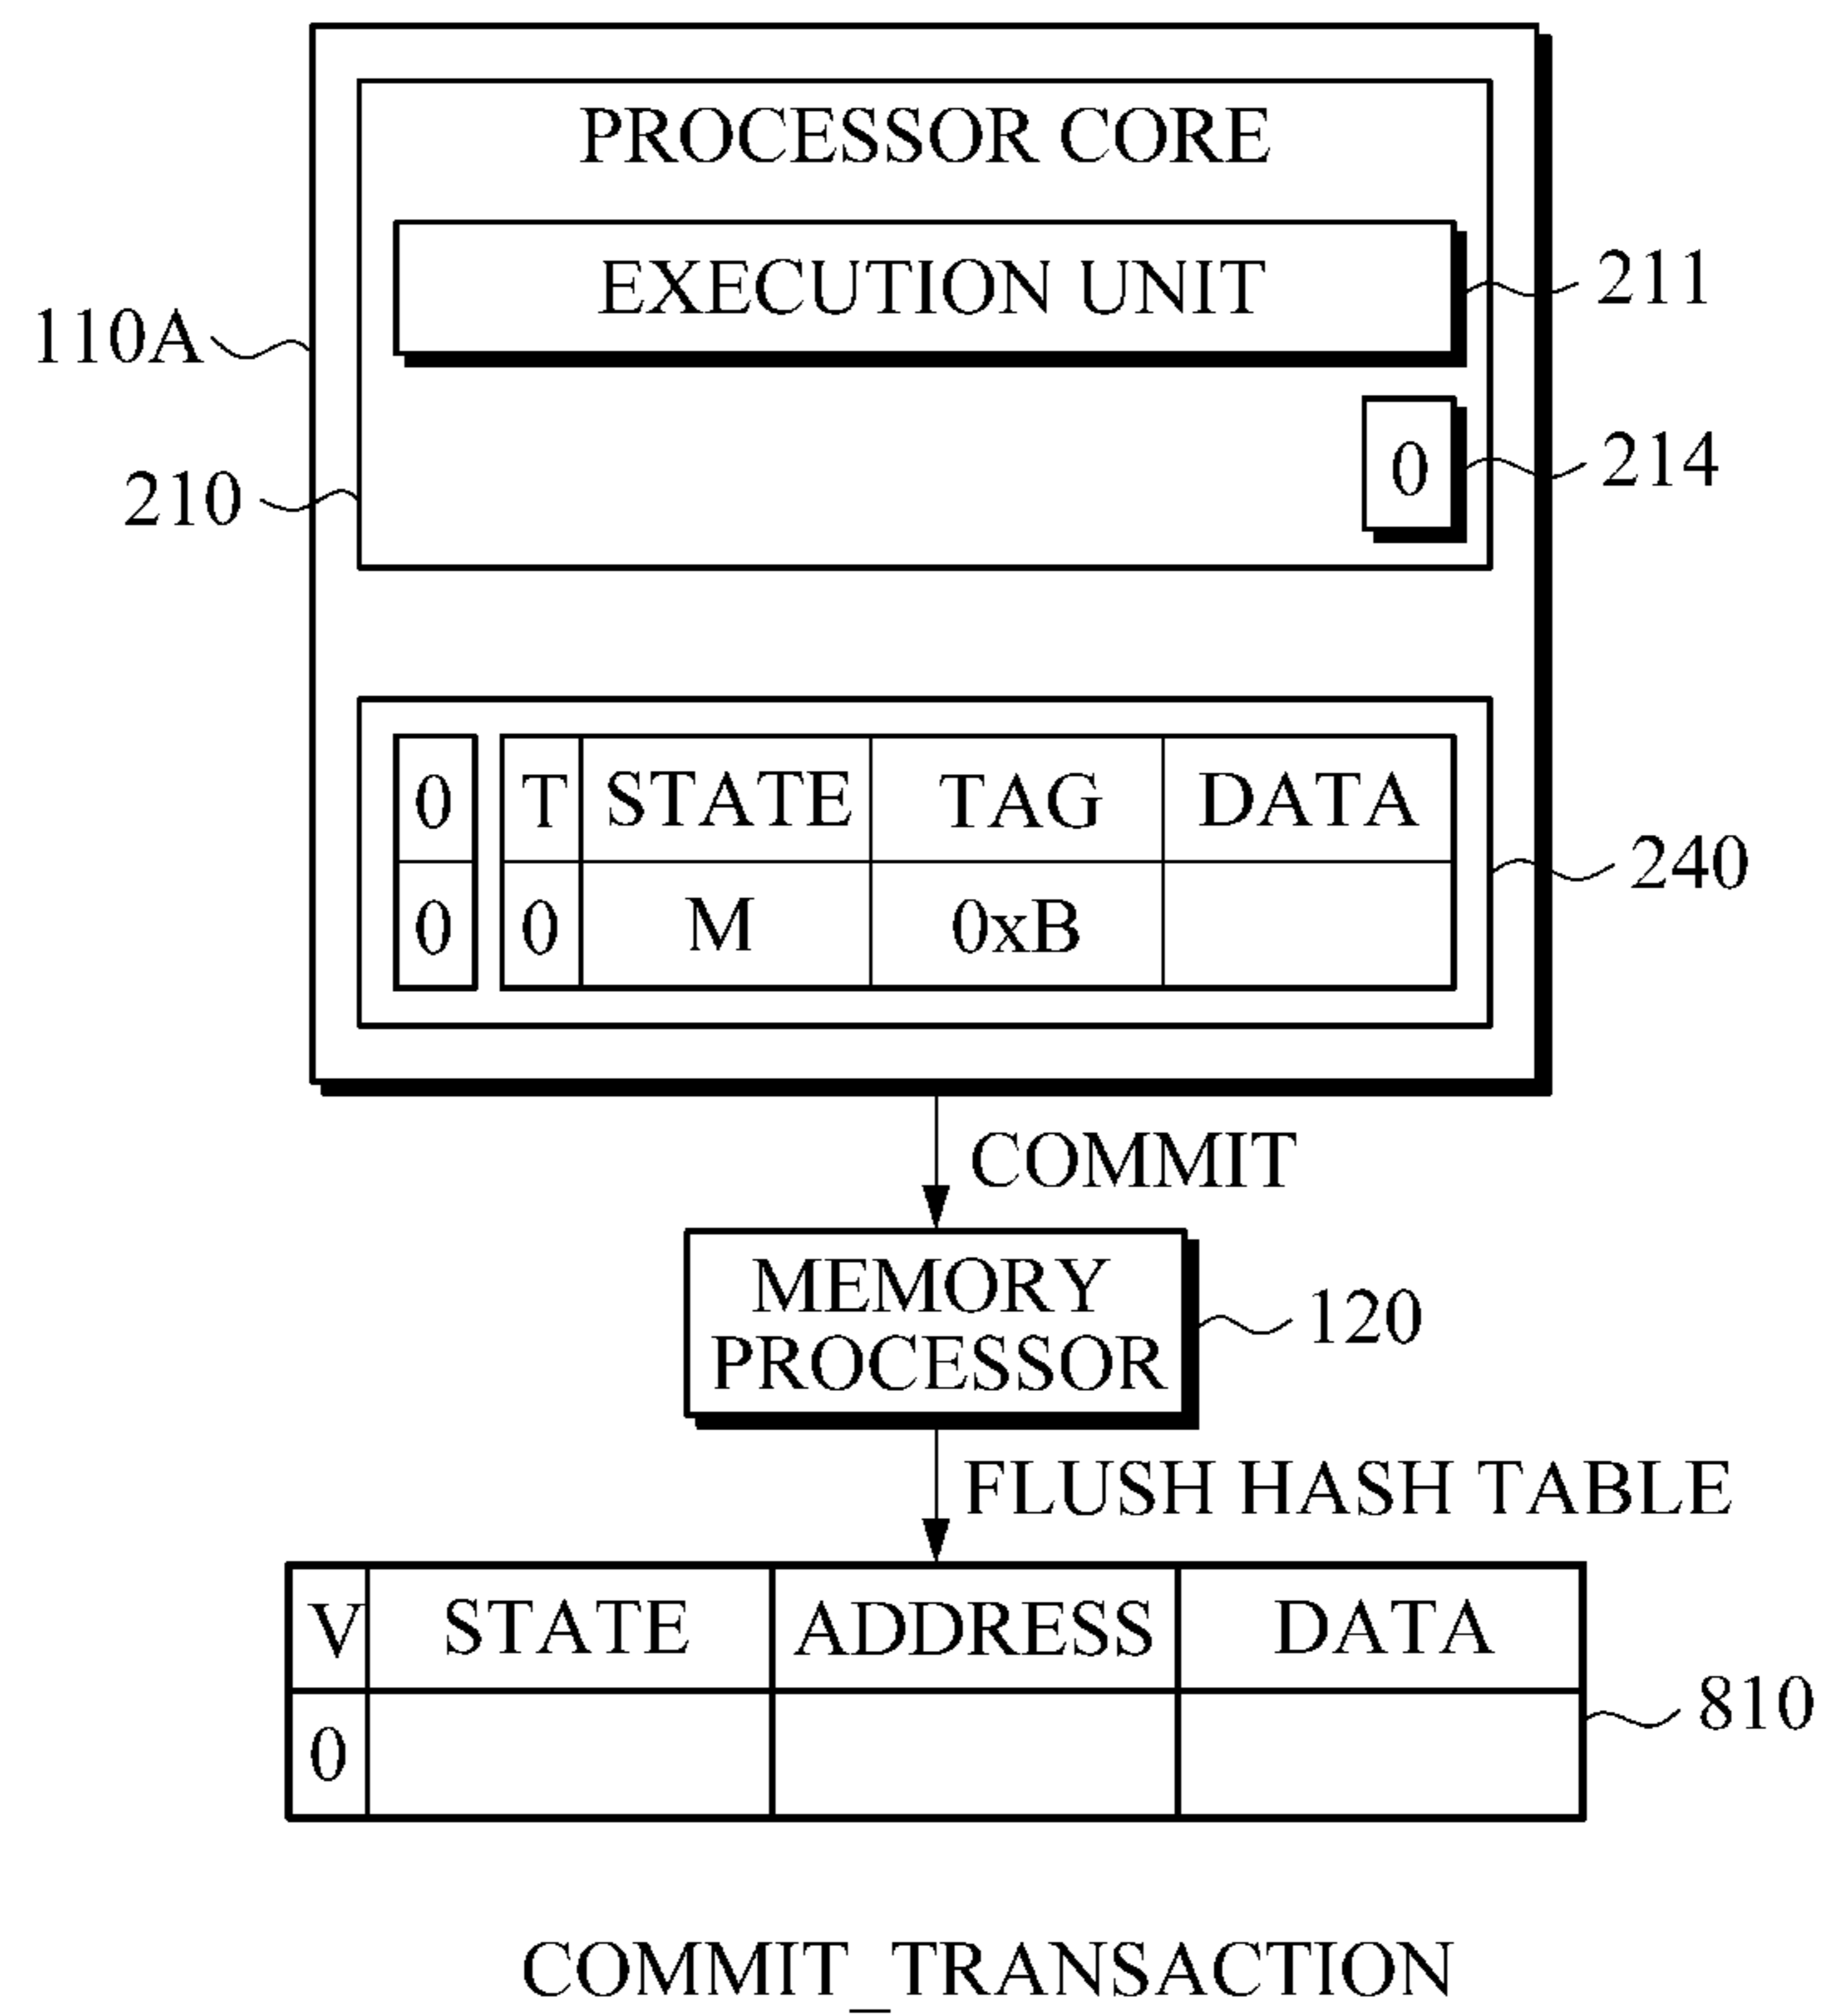 PROCESSOR CORE
EXECUTION UNIT
211
110A
0
214
210
0 T STATE TAG DATA
0 0 M 0xB
240
COMMIT
MEMORY
PROCESSOR
120
FLUSH HASH TABLE
V STATE ADDRESS DATA
0
810
COMMIT_TRANSACTION